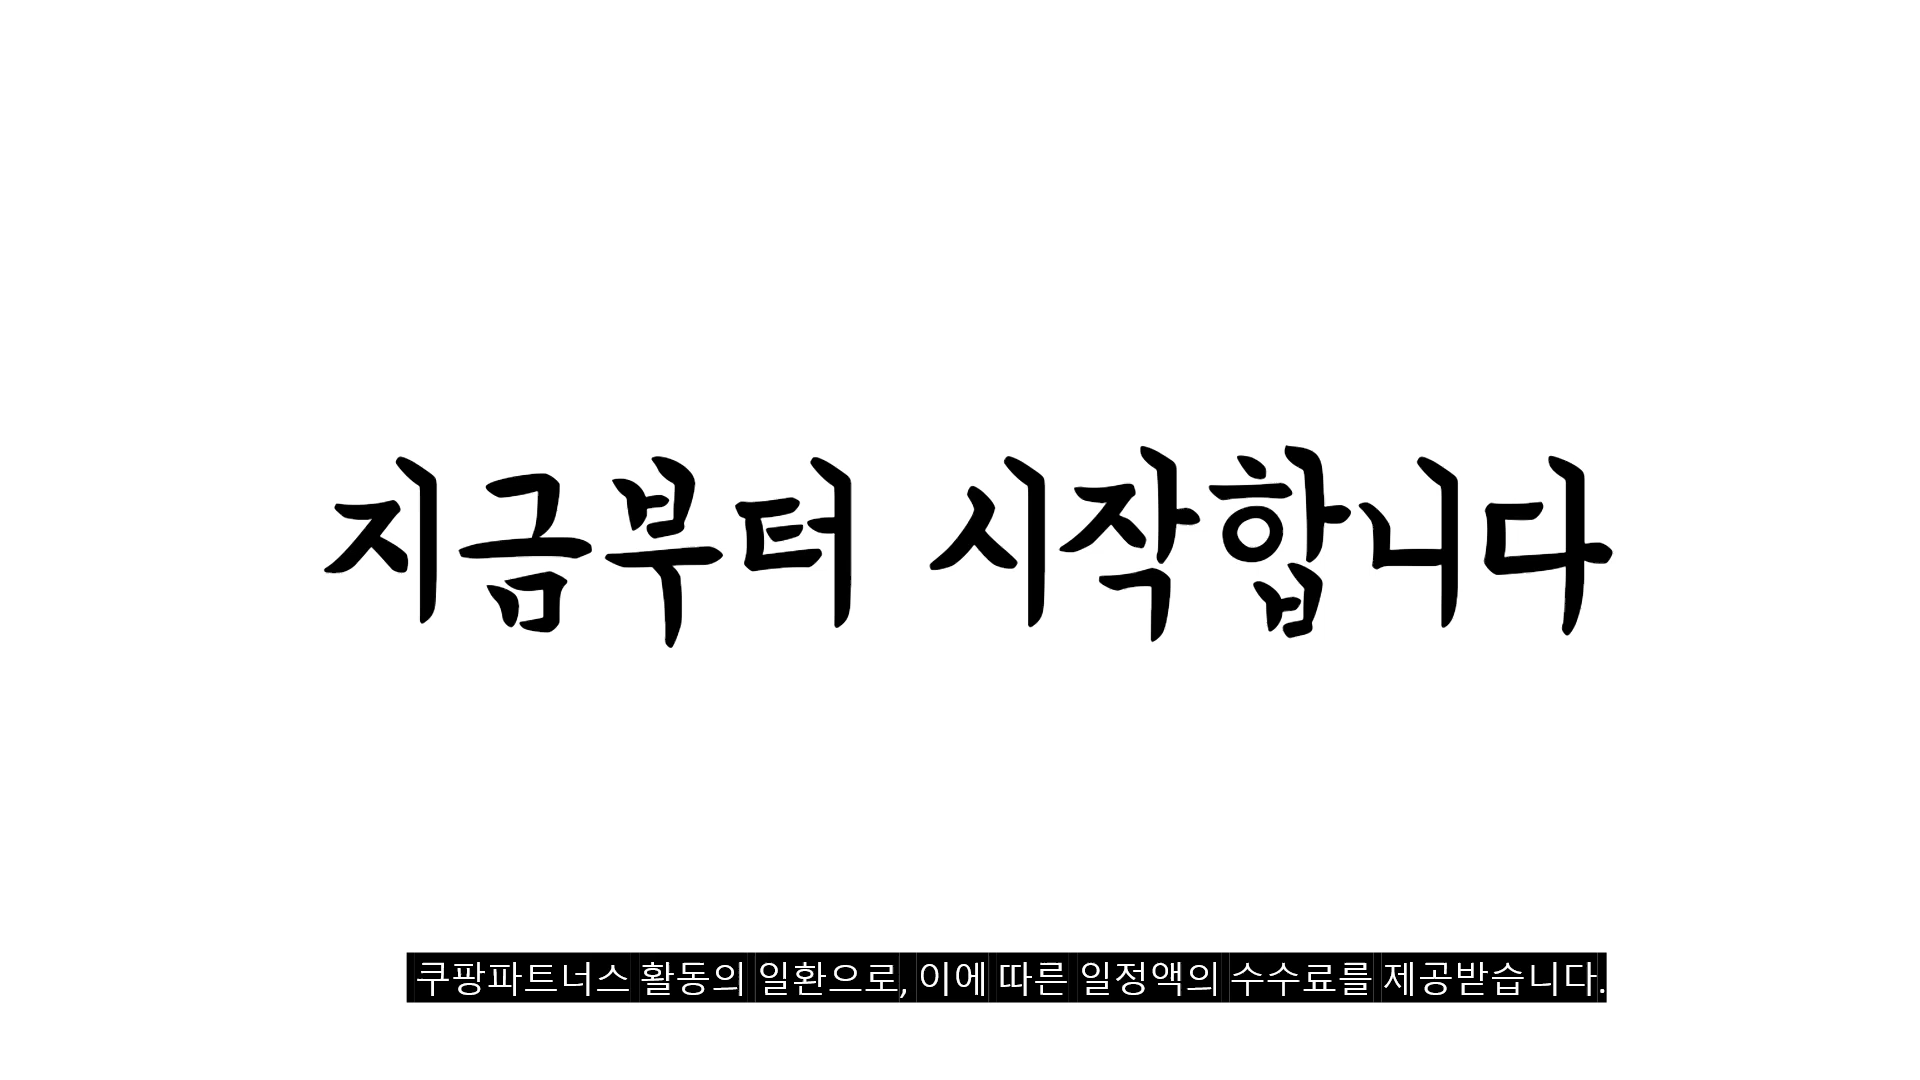 지금부터 시작합니다
쿠팡파트너스 활동의 일환으로, 이에 따른 일정액의 수수료를 제공받습니다.